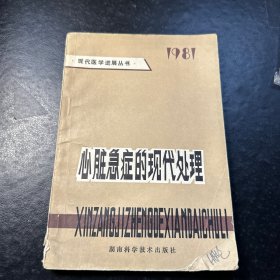 1981
现代医学进展丛书
心脏急症的现代处理
XINZANGJIZHENGDEXIANDAICHULI
湖南科学技术出版社